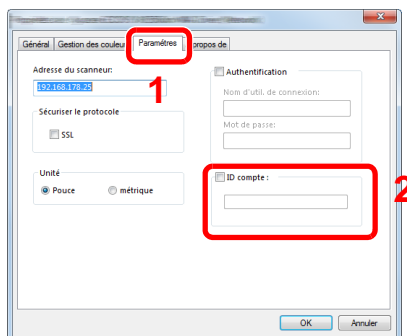 Général Gestion des couleur Paramètres propos de
Adresse du scanneur:
192.168.178.25
1
Sécuriser le protocole
SSL
Unité
Pouce métrique
Authentification
Nom d'util. de connexion:
Mot de passe:
ID compte :
2
OK Annuler